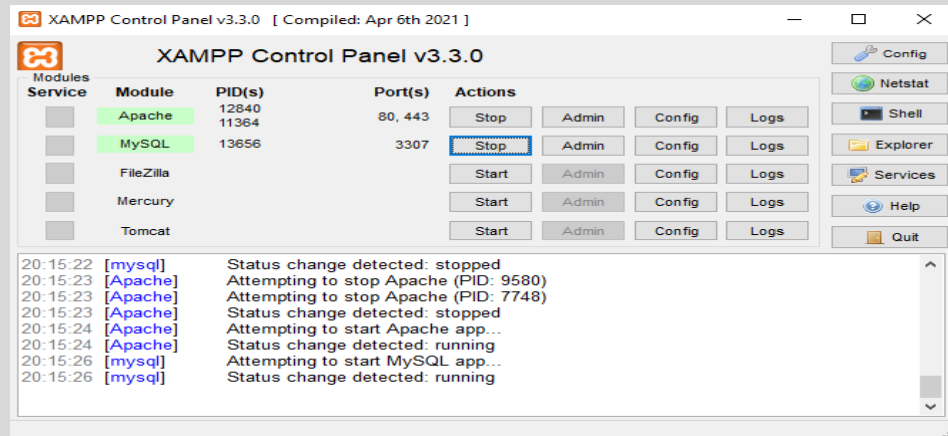 XAMPP Control Panel v3.3.0 [ Compiled: Apr 6th 2021 ]
XAMPP Control Panel v3.3.0
Config
Modules
Service Module PID(s) Port(s) Actions
Netstat
Apache 12840 11364 80, 443 Stop Admin Config Logs
Shell
MySQL 13656 3307 Stop Admin Config Logs
Explorer
FileZilla Start Admin Config Logs
Services
Mercury Start Admin Config Logs
Help
Tomcat Start Admin Config Logs
Quit
20:15:22 [mysql] Status change detected: stopped
20:15:23 [Apache] Attempting to stop Apache (PID: 9580)
20:15:23 [Apache] Attempting to stop Apache (PID: 7748)
20:15:23 [Apache] Status change detected: stopped
20:15:24 [Apache] Attempting to start Apache app...
20:15:24 [Apache] Status change detected: running
20:15:26 [mysql] Attempting to start MySQL app...
20:15:26 [mysql] Status change detected: running